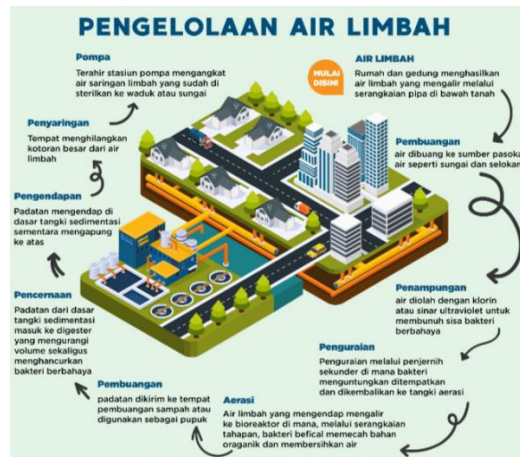 PENGELOLAAN AIR LIMBAH
MULAI
DISINI
AIR LIMBAH
Rumah dan gedung menghasilkan
air limbah yang mengalir melalui
serangkaian pipa di bawah tanah
Pembuangan
air dibuang ke sumber pasoka
air seperti sungai dan selokan
Penampungan
air diolah dengan klorin
atau sinar ultraviolet untuk
membunuh sisa bakteri
berbahaya
Penguraian
Penguraian melalui penjernih
sekunder di mana bakteri
menguntungkan ditempatkan
dan dikembalikan ke tangki aerasi
Aerasi
Air limbah yang mengendap mengalir
ke bioreaktor di mana, melalui serangkaian
tahapan, bakteri befical memecah bahan
oraganik dan membersihkan air
Pembuangan
padatan dikirim ke tempat
pembuangan sampah atau
digunakan sebagai pupuk
Pencernaan
Padatan dari dasar
tangki sedimentasi
masuk ke digester
yang mengurangi
volume sekaligus
menghancurkan
bakteri berbahaya
Pengendapan
Padatan mengendap di
dasar tangki sedimentasi
sementara mengapung
ke atas
Penyaringan
Tempat menghilangkan
kotoran besar dari air
limbah
Pompa
Terahir stasiun pompa mengangkat
air saringan limbah yang sudah di
sterilkan ke waduk atau sungai